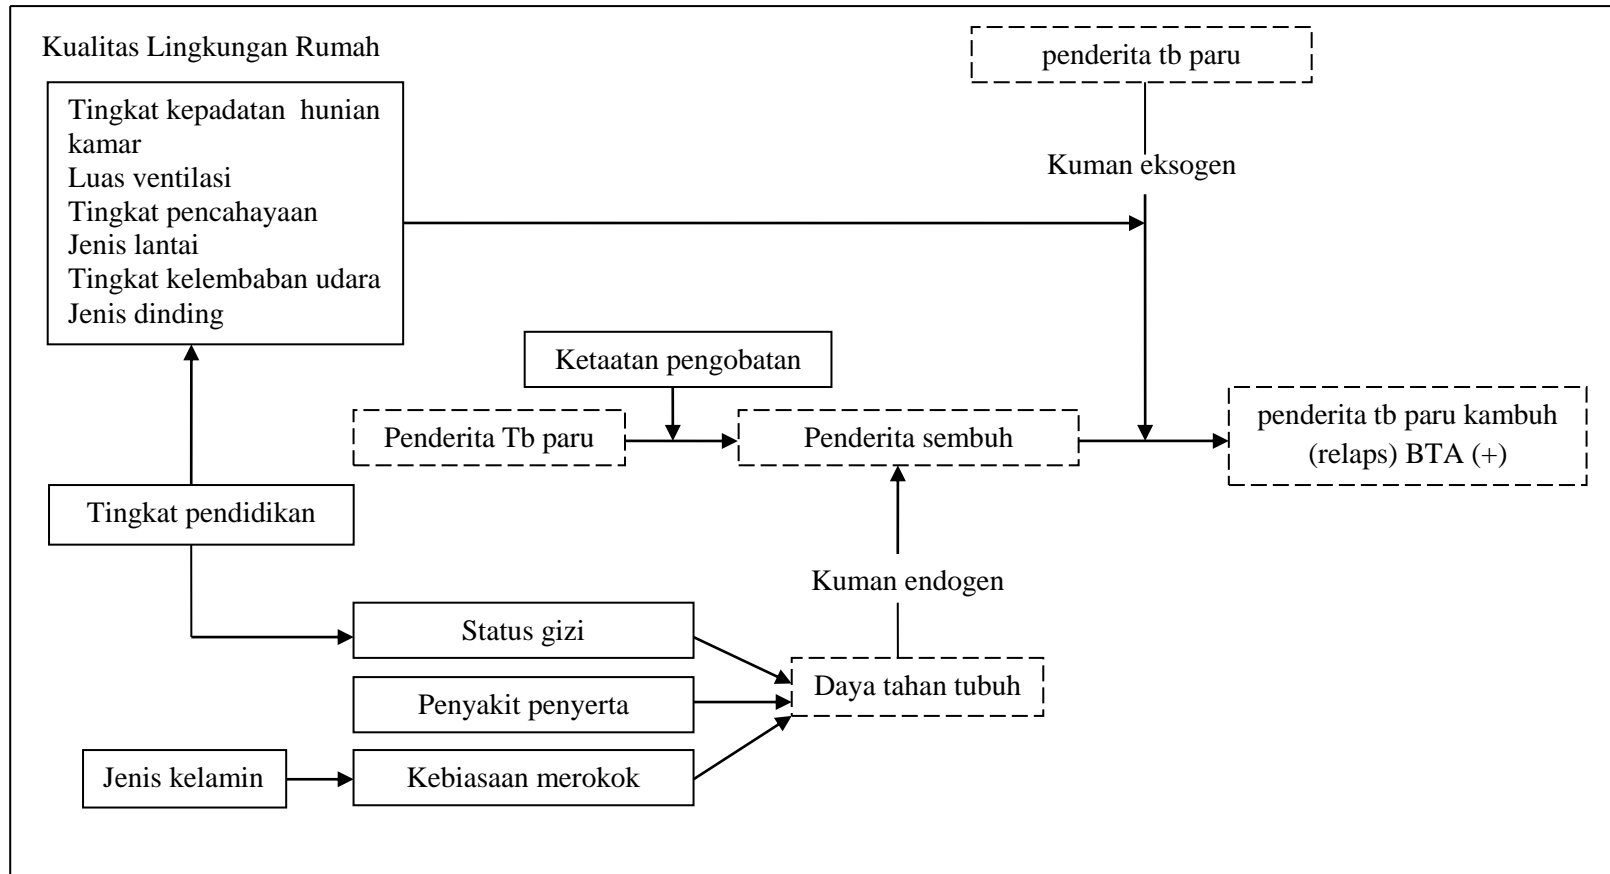 Kualitas Lingkungan Rumah
penderita tb paru
Tingkat kepadatan hunian
kamar
Luas ventilasi
Tingkat pencahayaan
Jenis lantai
Tingkat kelembaban udara
Jenis dinding
Kuman eksogen
Ketaatan pengobatan
Penderita Tb paru
Penderita sembuh
penderita tb paru kambuh
(relaps) BTA (+)
Tingkat pendidikan
Kuman endogen
Status gizi
Penyakit penyerta
Daya tahan tubuh
Jenis kelamin
Kebiasaan merokok